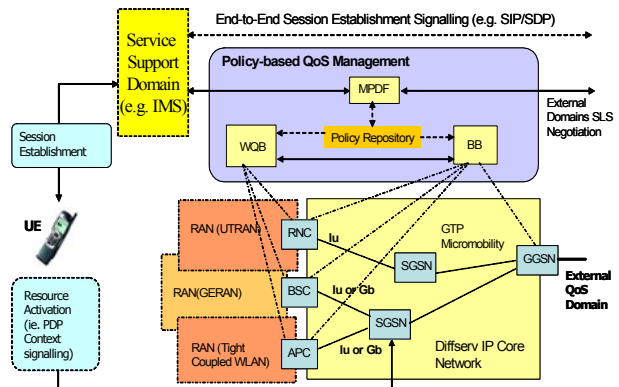 End-to-End Session Establishment Signalling (e.g. SIP/SDP)
Service
Support
Domain
(e.g. IMS)
Policy-based QoS Management
MPDF
External
Domains SLS
Negotiation
Policy Repository
WQB
BB
Session
Establishment
UE
RAN (UTRAN)
RNC
Iu
GTP
Micromobility
SGSN
GGSN
RAN(GERAN)
BSC
Iu or Gb
SGSN
External
QoS
Domain
Resource
Activation
(ie. PDP
Context
signalling)
RAN (Tight
Coupled WLAN)
APC
Iu or Gb
Diffserv IP Core
Network